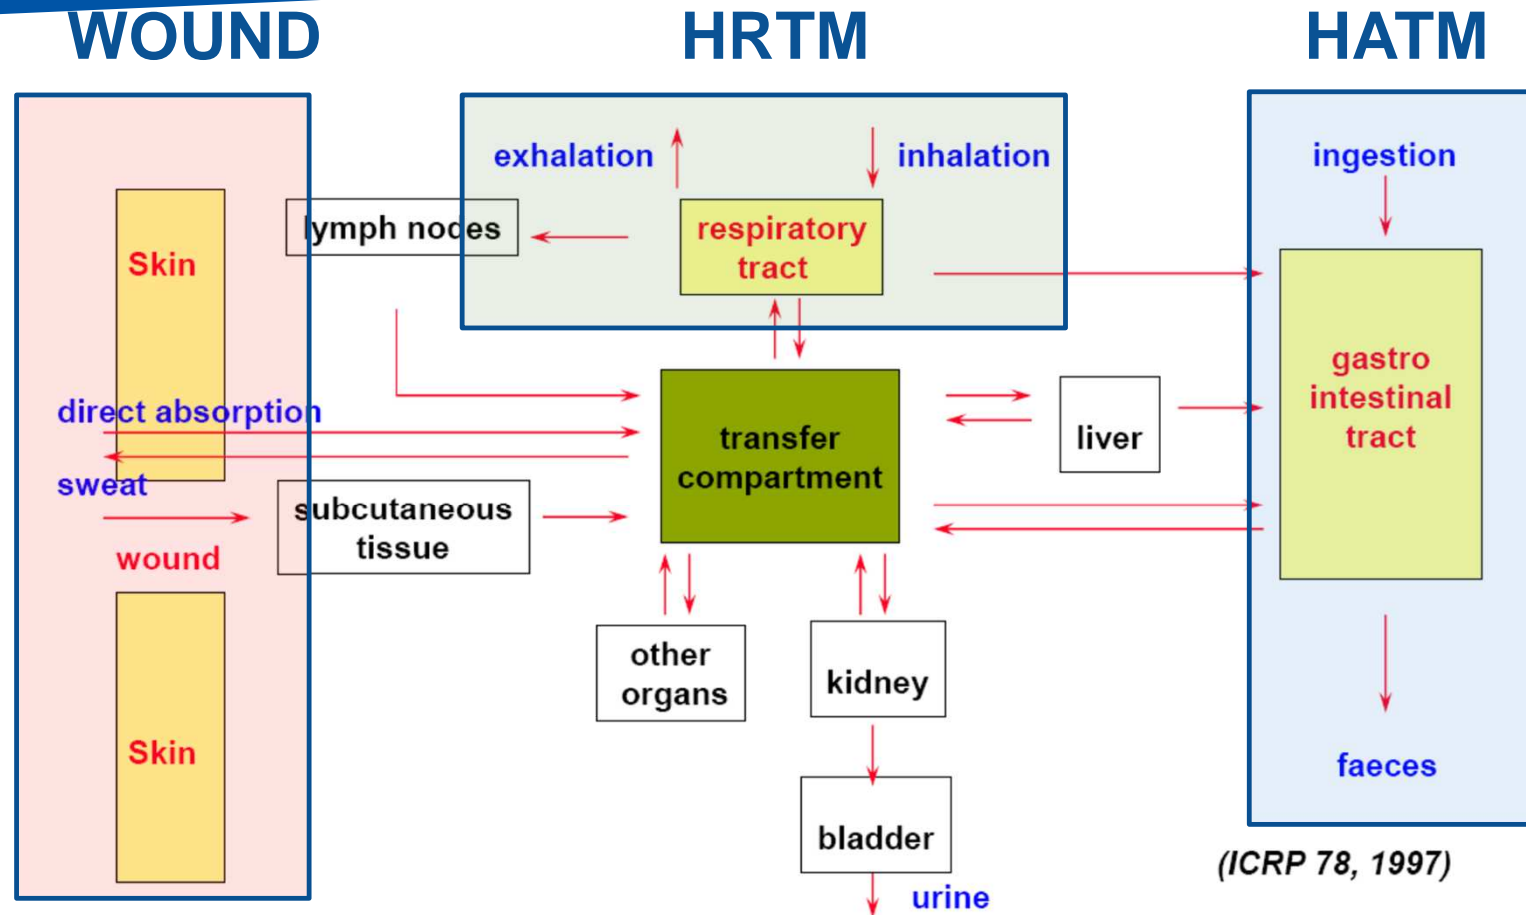 WOUND
HRTM
HATM
exhalation
inhalation
ingestion
lymph nodes
respiratory
tract
Skin
gastro
intestinal
tract
direct absorption
transfer
compartment
liver
sweat
subcutaneous
tissue
wound
other
organs
kidney
Skin
faeces
bladder
(ICRP 78, 1997)
urine